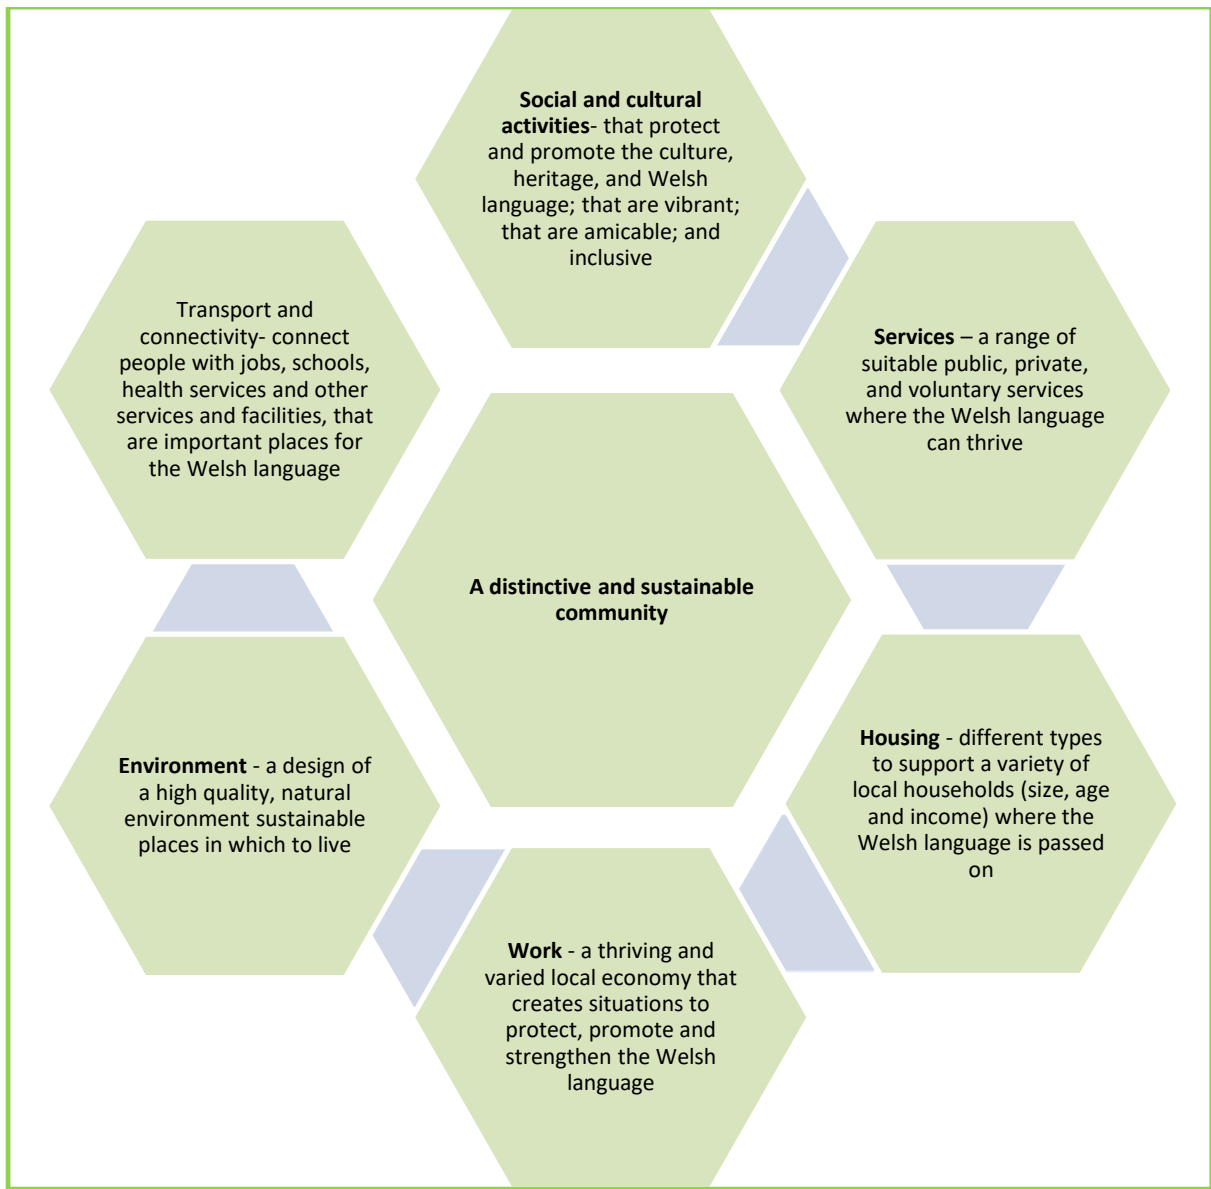 Social and cultural
activities- that protect
and promote the culture,
heritage, and Welsh
language; that are vibrant;
that are amicable; and
inclusive
Transport and
connectivity- connect
people with jobs, schools,
health services and other
services and facilities, that
are important places for
the Welsh language
Services – a range of
suitable public, private,
and voluntary services
where the Welsh language
can thrive
A distinctive and sustainable
community
Environment - a design of
a high quality, natural
environment sustainable
places in which to live
Housing - different types
to support a variety of
local households (size, age
and income) where the
Welsh language is passed
on
Work - a thriving and
varied local economy that
creates situations to
protect, promote and
strengthen the Welsh
language